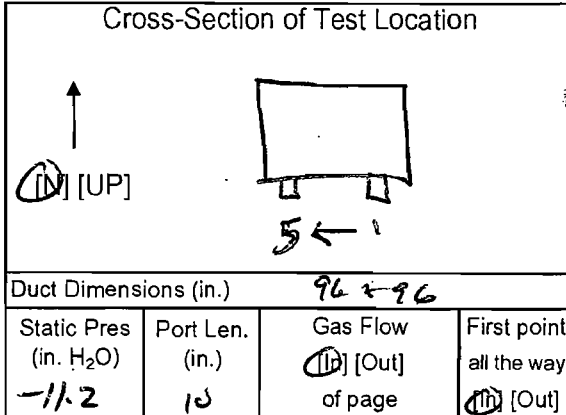 Cross-Section of Test Location
[N] [UP]
5 ← 1
Duct Dimensions (in.) 96 x 96
Static Pres (in. H₂O) -11.2
Port Len. (in.) 10
Gas Flow [In] [Out] of page
First point all the way [In] [Out]